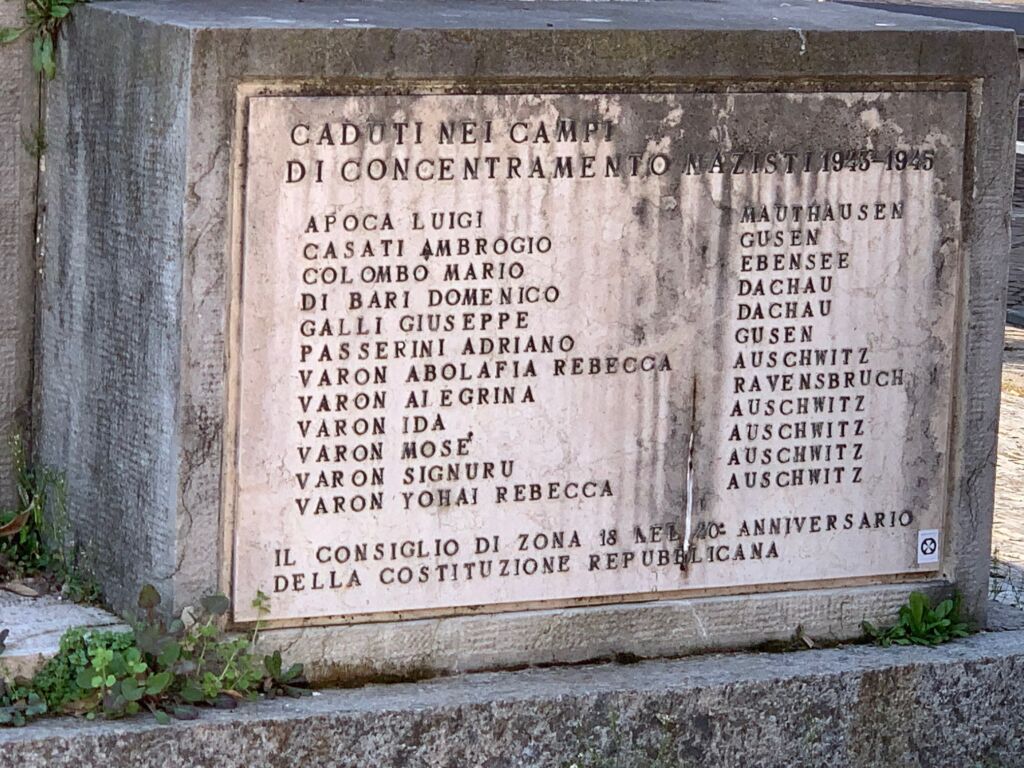 CADUTI NEI CAMPI
DI CONCENTRAMENTO NAZISTI 1943-1945
APOCA LUIGI MAUTHAUSEN
CASATI AMBROGIO GUSEN
COLOMBO MARIO EBENSEE
DI BARI DOMENICO DACHAU
GALLI GIUSEPPE DACHAU
PASSERINI ADRIANO GUSEN
VARON ABOLAFIA REBECCA AUSCHWITZ
VARON ALEGRINA RAVENSBRUCH
VARON IDA AUSCHWITZ
VARON MOSE' AUSCHWITZ
VARON SIGNURU AUSCHWITZ
VARON YOHAI REBECCA AUSCHWITZ
IL CONSIGLIO DI ZONA 18 NEL 40° ANNIVERSARIO
DELLA COSTITUZIONE REPUBBLICANA